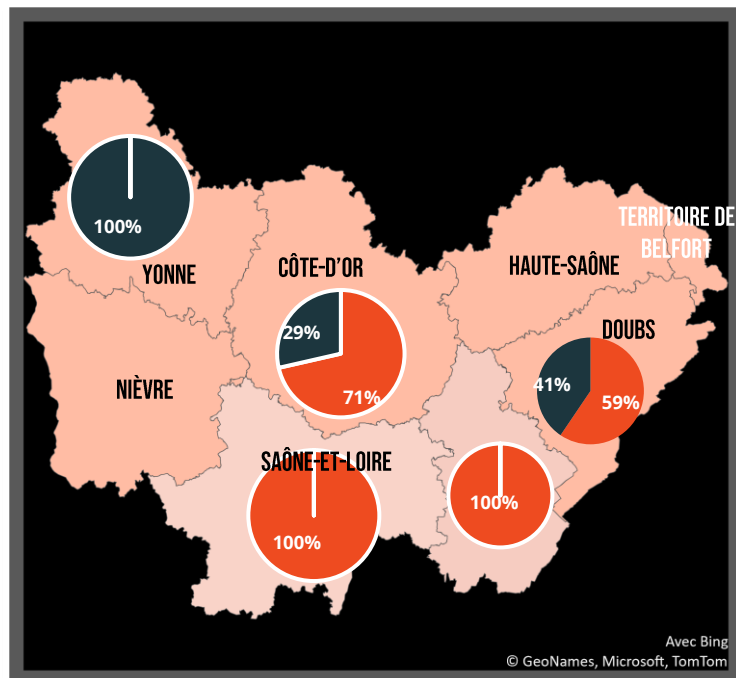 TERRITOIRE DE
BELFORT
100%
YONNE
CÔTE-D'OR
HAUTE-SAÔNE
29%
71%
DOUBS
41%
59%
NIÈVRE
SAÔNE-ET-LOIRE
100%
100%
Avec Bing
© GeoNames, Microsoft, TomTom